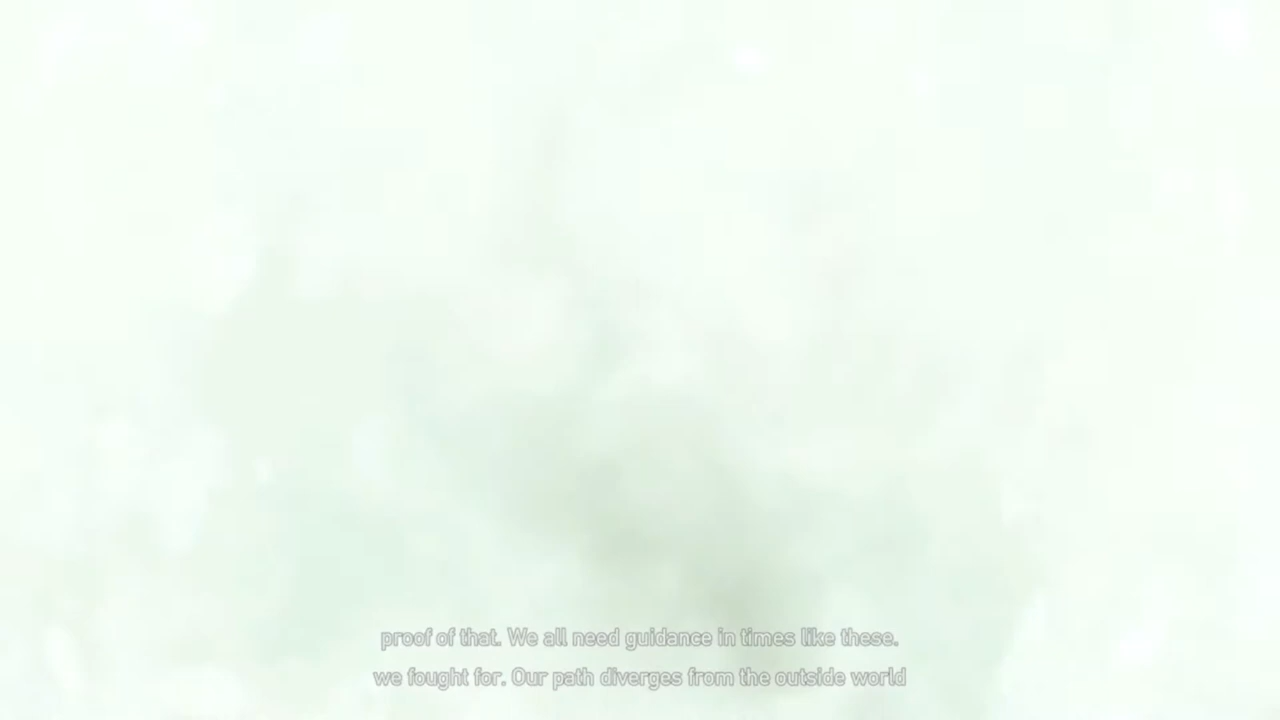 proof of that. We all need guidance in times like these.
we fought for. Our path diverges from the outside world